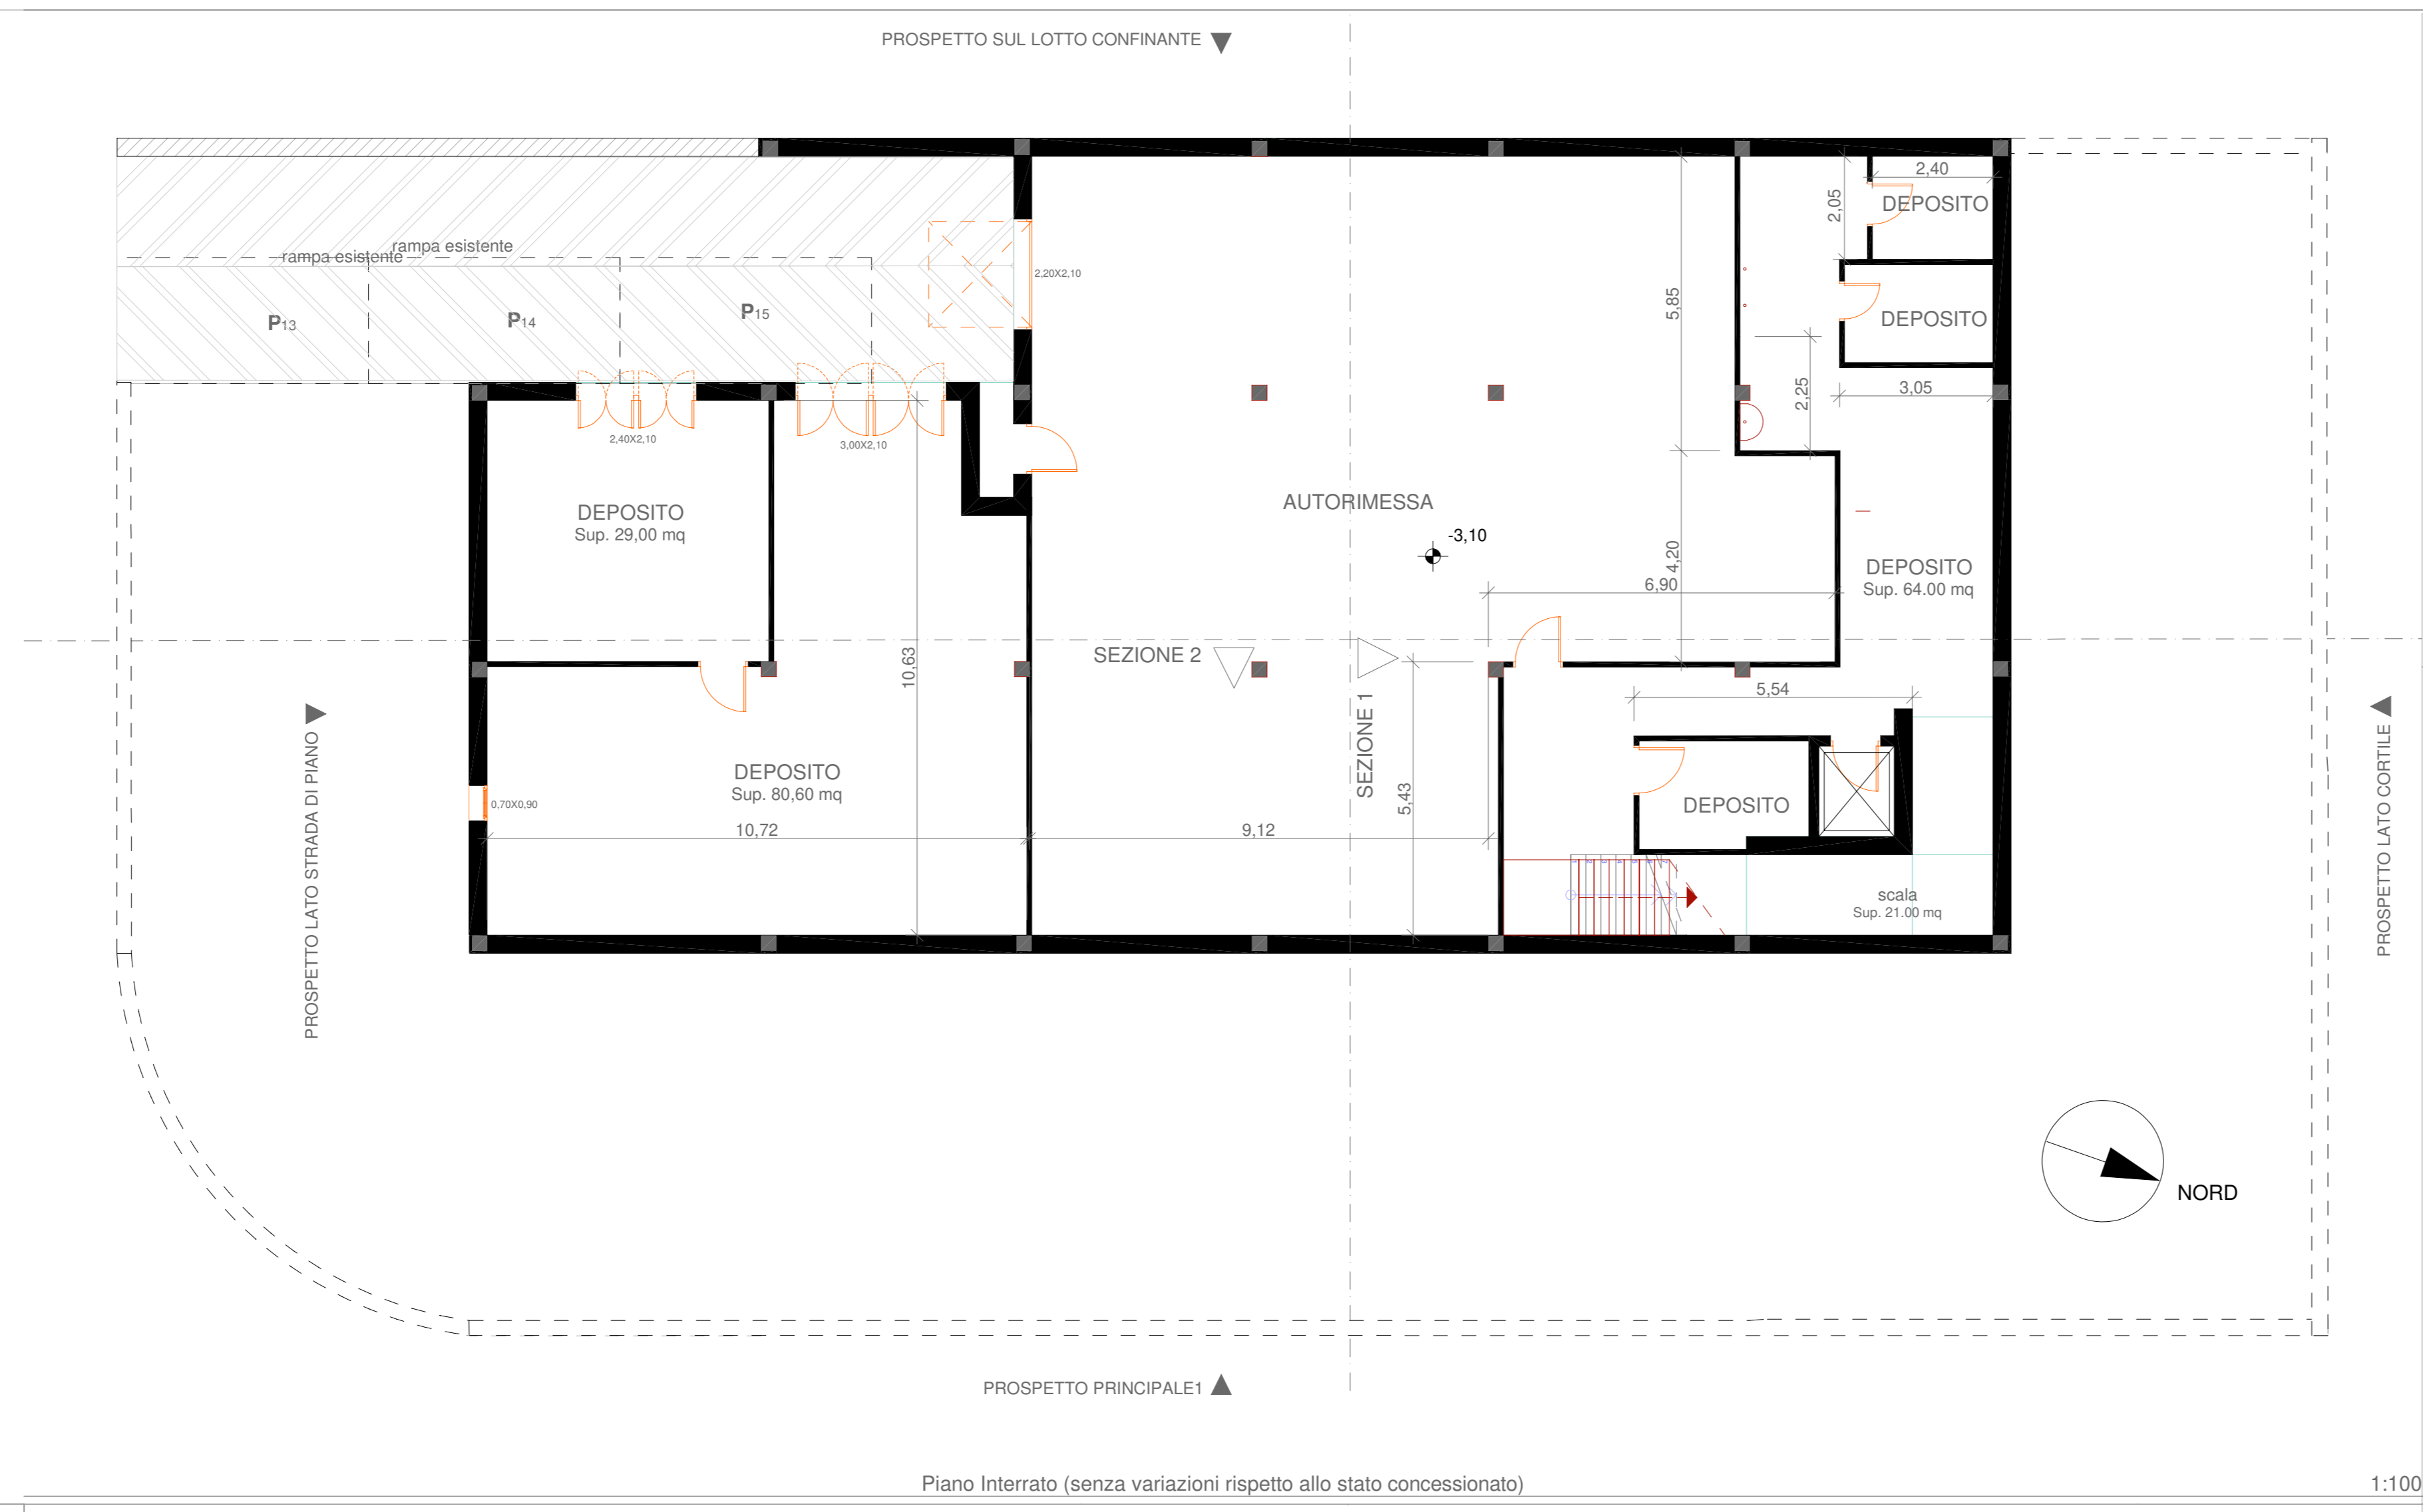 PROSPETTO SUL LOTTO CONFINANTE
2,40
DEPOSITO
2,05
rampa esistente
rampa esistente
2,20X2,10
5,85
DEPOSITO
P13
P14
P15
2,25
3,05
2,40X2,10
3,00X2,10
AUTORIMESSA
DEPOSITO
Sup. 29,00 mq
-3,10
4,20
DEPOSITO
Sup. 64.00 mq
6,90
10,63
SEZIONE 2
SEZIONE 1
5,54
PROSPETTO LATO STRADA DI PIANO
PROSPETTO LATO CORTILE
DEPOSITO
Sup. 80,60 mq
0,70X0,90
5,43
DEPOSITO
10,72
9,12
scala
Sup. 21.00 mq
NORD
PROSPETTO PRINCIPALE1
Piano Interrato (senza variazioni rispetto allo stato concessionato)
1:100